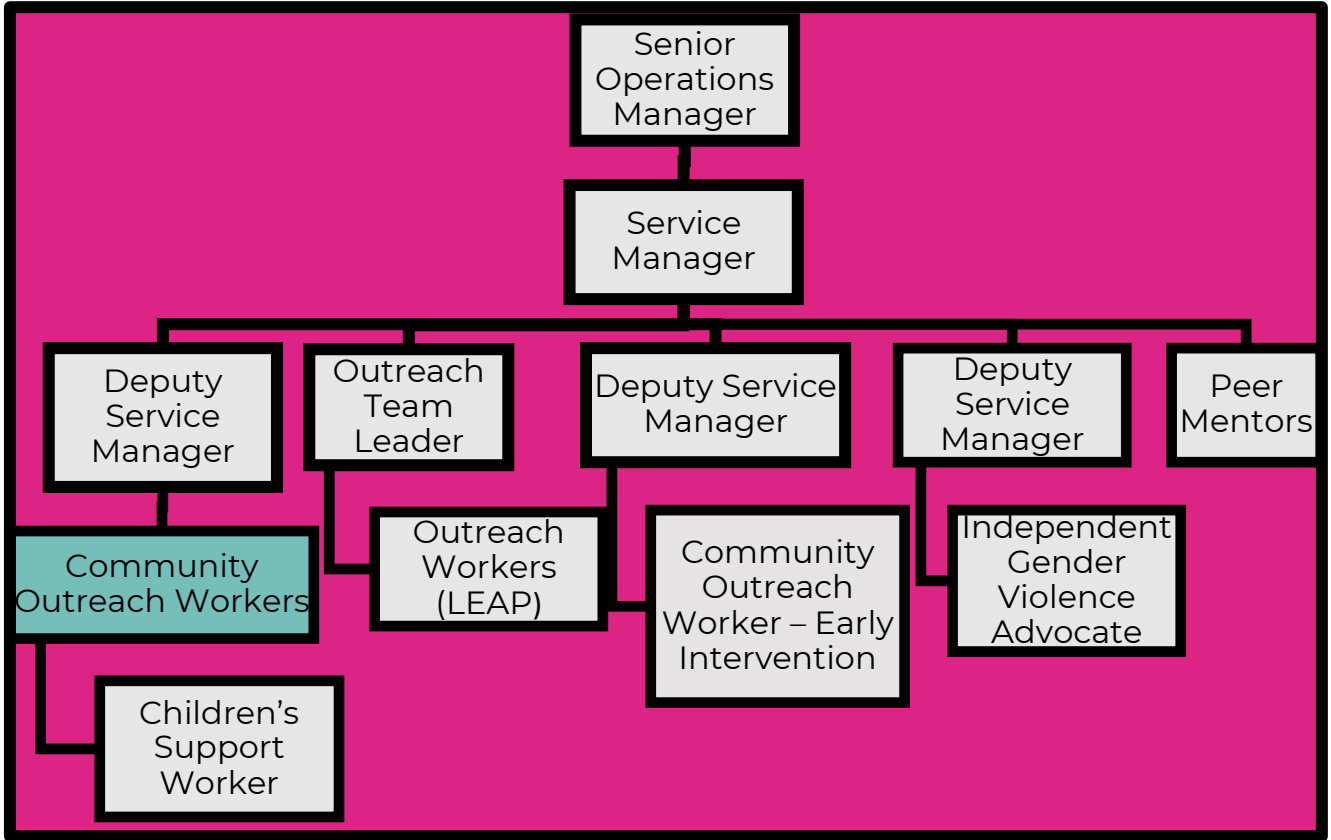 Senior
Operations
Manager
Service
Manager
Deputy
Service
Manager
Outreach
Team
Leader
Deputy Service
Manager
Deputy
Service
Manager
Peer
Mentors
Community
Outreach Workers
Outreach
Workers
(LEAP)
Community
Outreach
Worker – Early
Intervention
Independent
Gender
Violence
Advocate
Children’s
Support
Worker